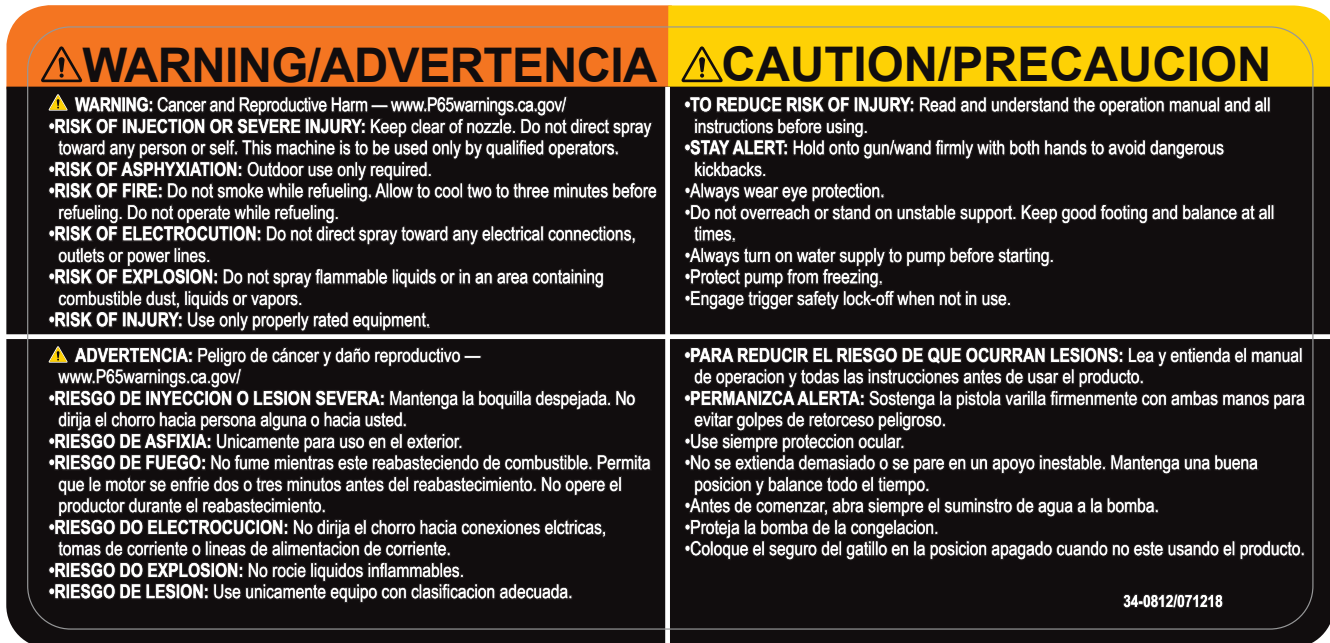 ⚠WARNING/ADVERTENCIA
⚠ WARNING: Cancer and Reproductive Harm — www.P65warnings.ca.gov/
•RISK OF INJECTION OR SEVERE INJURY: Keep clear of nozzle. Do not direct spray
toward any person or self. This machine is to be used only by qualified operators.
•RISK OF ASPHYXIATION: Outdoor use only required.
•RISK OF FIRE: Do not smoke while refueling. Allow to cool two to three minutes before
refueling. Do not operate while refueling.
•RISK OF ELECTROCUTION: Do not direct spray toward any electrical connections,
outlets or power lines.
•RISK OF EXPLOSION: Do not spray flammable liquids or in an area containing
combustible dust, liquids or vapors.
•RISK OF INJURY: Use only properly rated equipment.
⚠CAUTION/PRECAUCION
•TO REDUCE RISK OF INJURY: Read and understand the operation manual and all
instructions before using.
•STAY ALERT: Hold onto gun/wand firmly with both hands to avoid dangerous
kickbacks.
•Always wear eye protection.
•Do not overreach or stand on unstable support. Keep good footing and balance at all
times.
•Always turn on water supply to pump before starting.
•Protect pump from freezing.
•Engage trigger safety lock-off when not in use.
⚠ ADVERTENCIA: Peligro de cáncer y daño reproductivo —
www.P65warnings.ca.gov/
•RIESGO DE INYECCION O LESION SEVERA: Mantenga la boquilla despejada. No
dirija el chorro hacia persona alguna o hacia usted.
•RIESGO DE ASFIXIA: Unicamente para uso en el exterior.
•RIESGO DE FUEGO: No fume mientras este reabasteciendo de combustible. Permita
que le motor se enfrie dos o tres minutos antes del reabastecimiento. No opere el
productor durante el reabastecimiento.
•RIESGO DO ELECTROCUCION: No dirija el chorro hacia conexiones elctricas,
tomas de corriente o lineas de alimentacion de corriente.
•RIESGO DO EXPLOSION: No rocie liquidos inflammables.
•RIESGO DE LESION: Use unicamente equipo con clasificacion adecuada.
•PARA REDUCIR EL RIESGO DE QUE OCURRAN LESIONS: Lea y entienda el manual
de operacion y todas las instrucciones antes de usar el producto.
•PERMANIZCA ALERTA: Sostenga la pistola varilla firmenmente con ambas manos para
evitar golpes de retorceso peligroso.
•Use siempre proteccion ocular.
•No se extienda demasiado o se pare en un apoyo inestable. Mantenga una buena
posicion y balance todo el tiempo.
•Antes de comenzar, abra siempre el suminstro de agua a la bomba.
•Proteja la bomba de la congelacion.
•Coloque el seguro del gatillo en la posicion apagado cuando no este usando el producto.
34-0812/071218